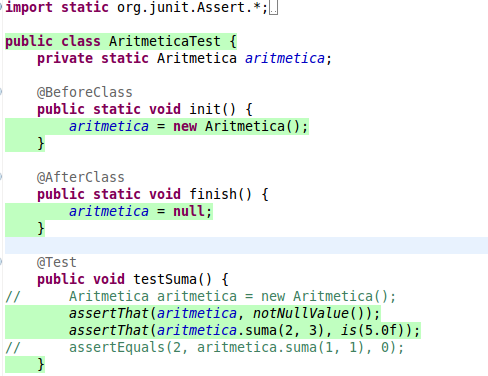 import static org.junit.Assert.*;
public class AritmeticaTest {
    private static Aritmetica aritmetica;
    @BeforeClass
    public static void init() {
        aritmetica = new Aritmetica();
    }
    @AfterClass
    public static void finish() {
        aritmetica = null;
    }
    @Test
    public void testSuma() {
//      Aritmetica aritmetica = new Aritmetica();
        assertThat(aritmetica, notNullValue());
        assertThat(aritmetica.suma(2, 3), is(5.0f));
//      assertEquals(2, aritmetica.suma(1, 1), 0);
    }